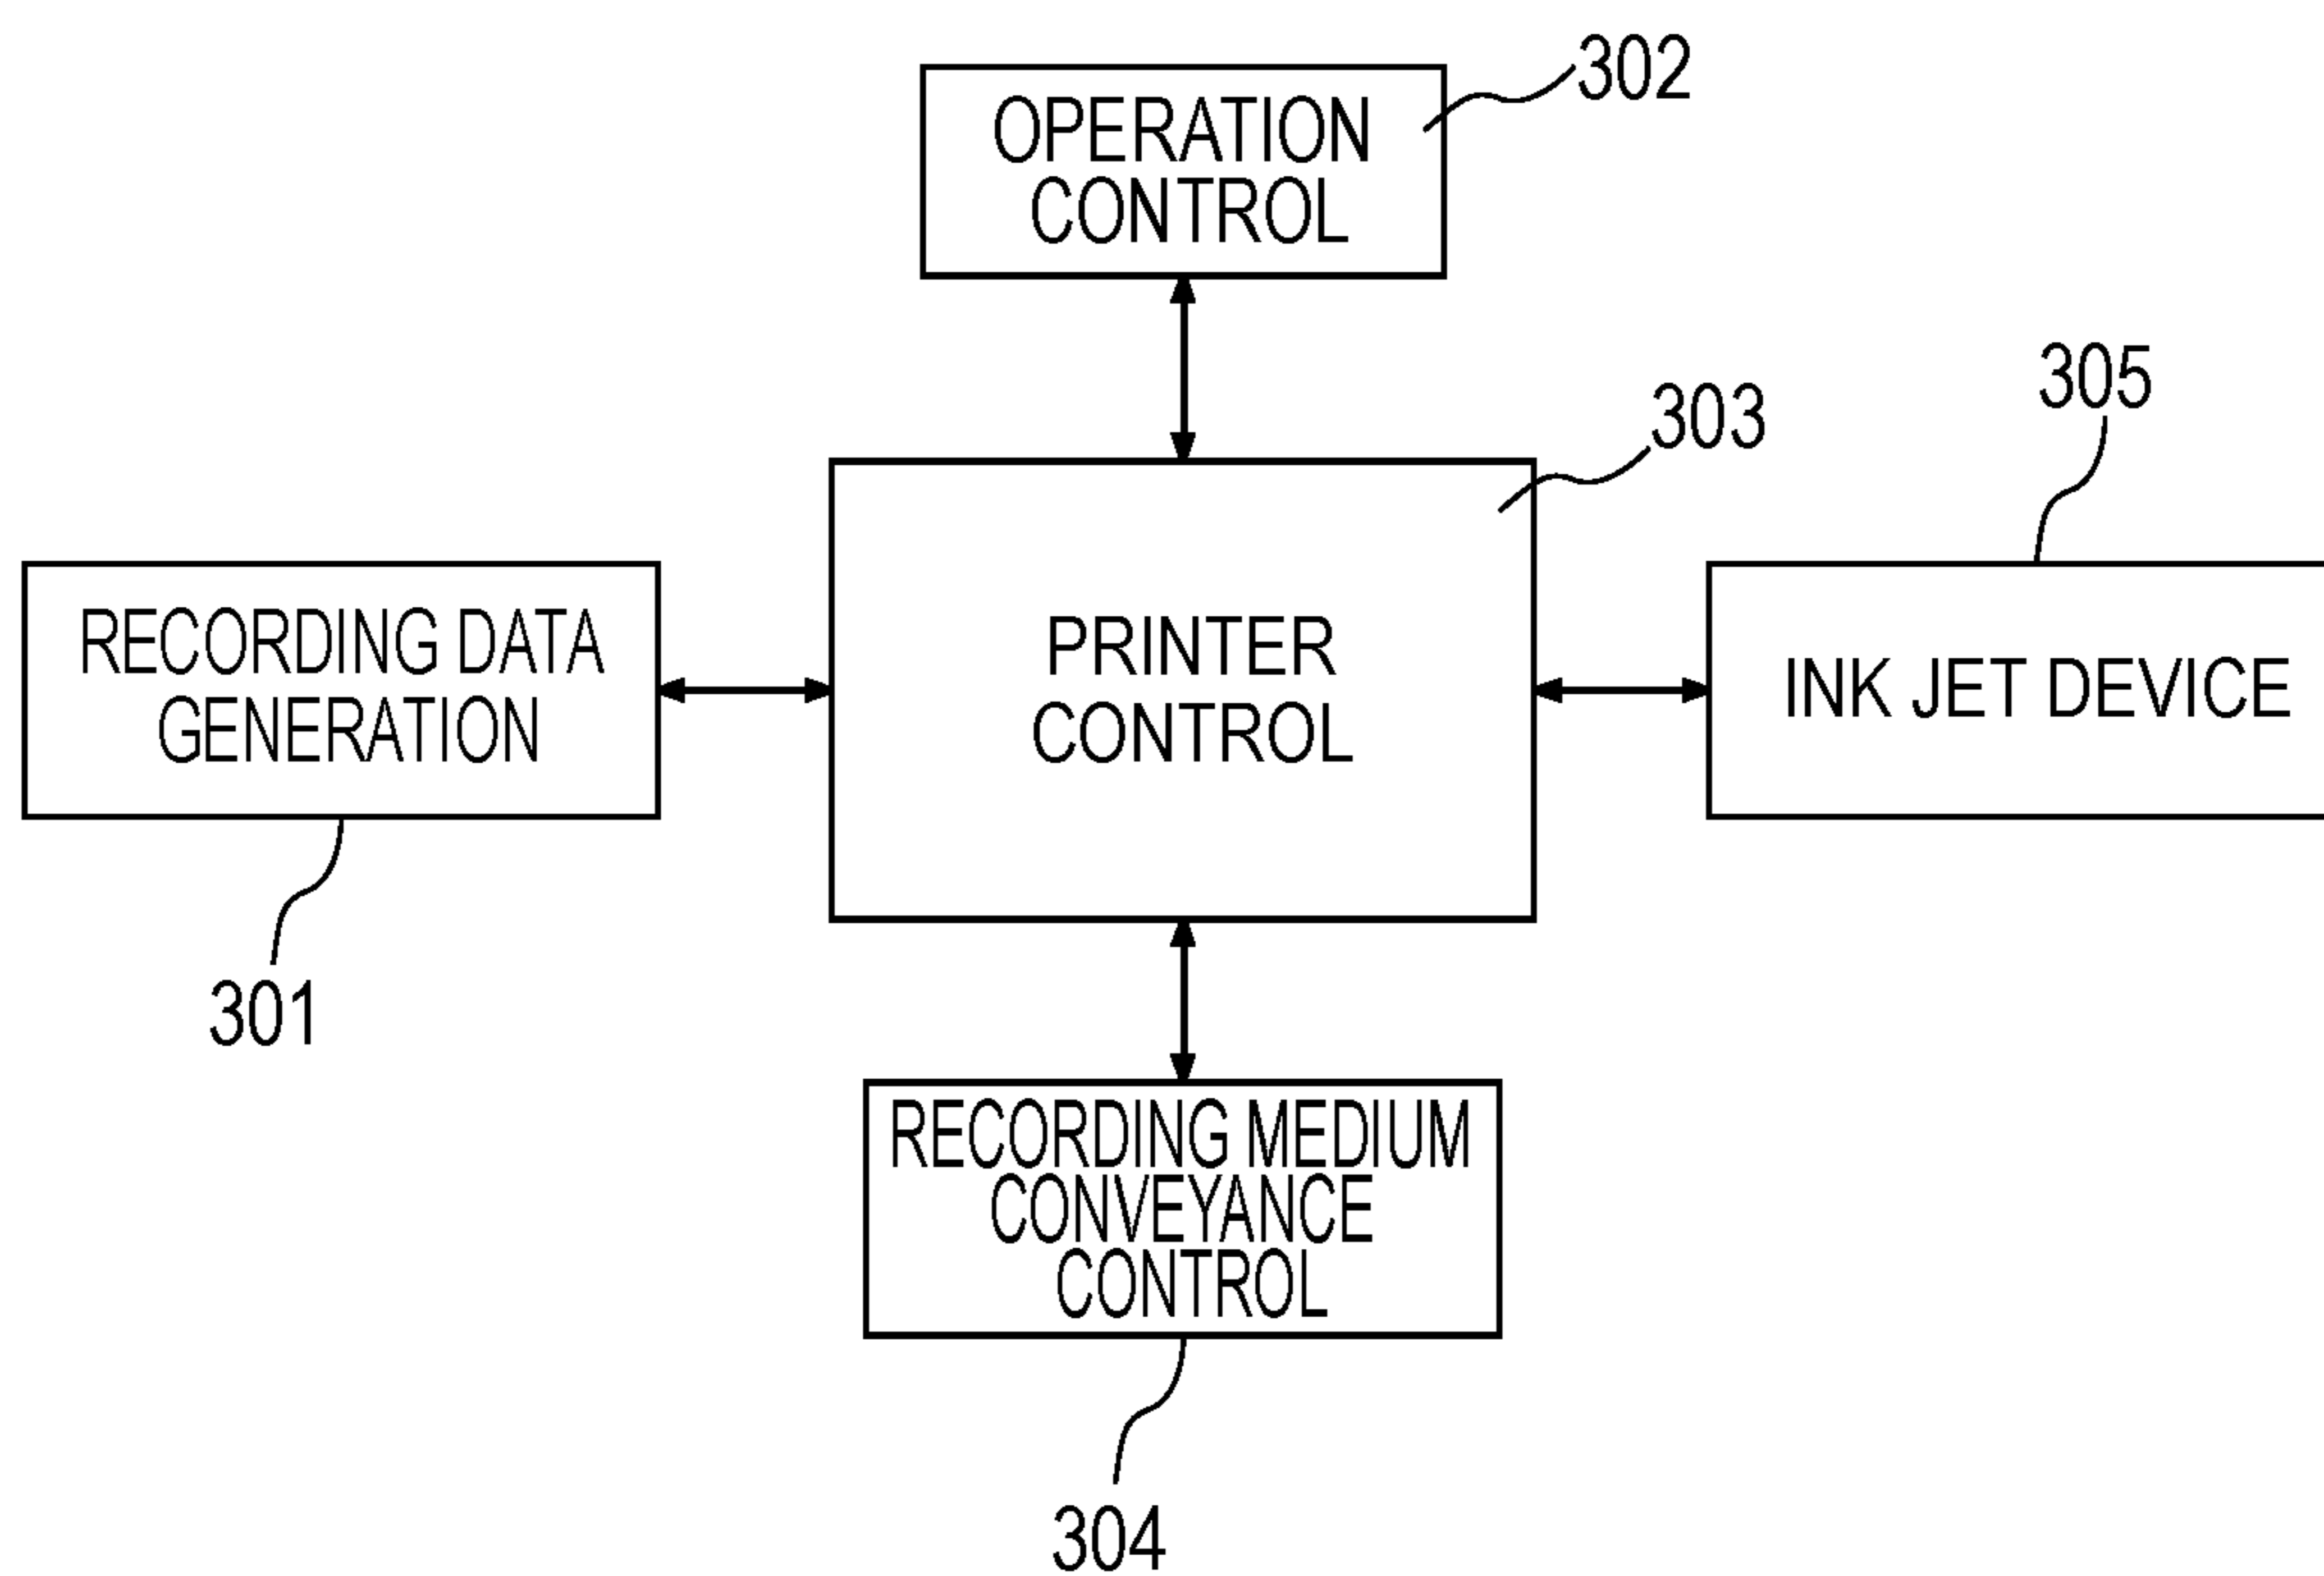 302
OPERATION
CONTROL
303
305
RECORDING DATA
GENERATION
PRINTER
CONTROL
INK JET DEVICE
301
RECORDING MEDIUM
CONVEYANCE
CONTROL
304